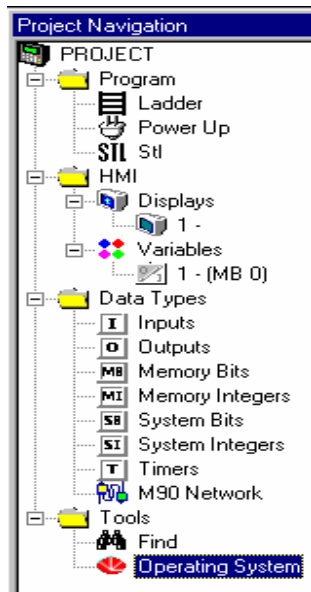 Project Navigation
PROJECT
Program
Ladder
Power Up
STL Stl
HMI
Displays
1 -
Variables
0/1 1 - (MB 0)
Data Types
I Inputs
O Outputs
MB Memory Bits
MI Memory Integers
SB System Bits
SI System Integers
T Timers
M90 Network
Tools
Find
Operating System